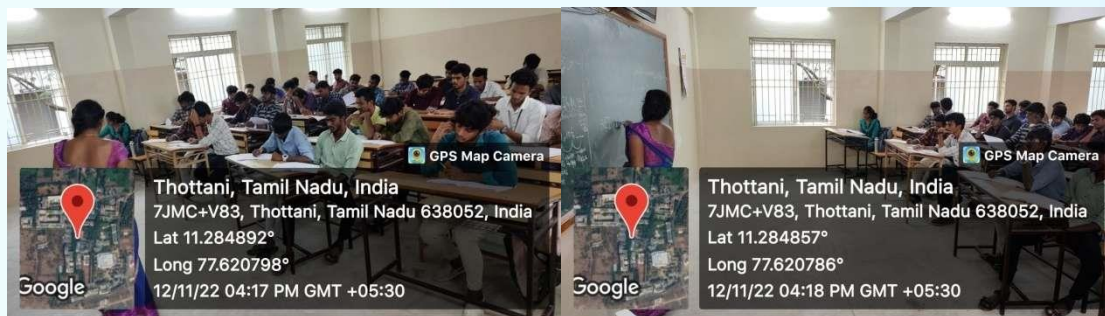 GPS Map Camera
Thottani, Tamil Nadu, India
7JMC+V83, Thottani, Tamil Nadu 638052, India
Lat 11.284892°
Long 77.620798°
12/11/22 04:17 PM GMT +05:30
Google
GPS Map Camera
Thottani, Tamil Nadu, India
7JMC+V83, Thottani, Tamil Nadu 638052, India
Lat 11.284857°
Long 77.620786°
12/11/22 04:18 PM GMT +05:30
Google